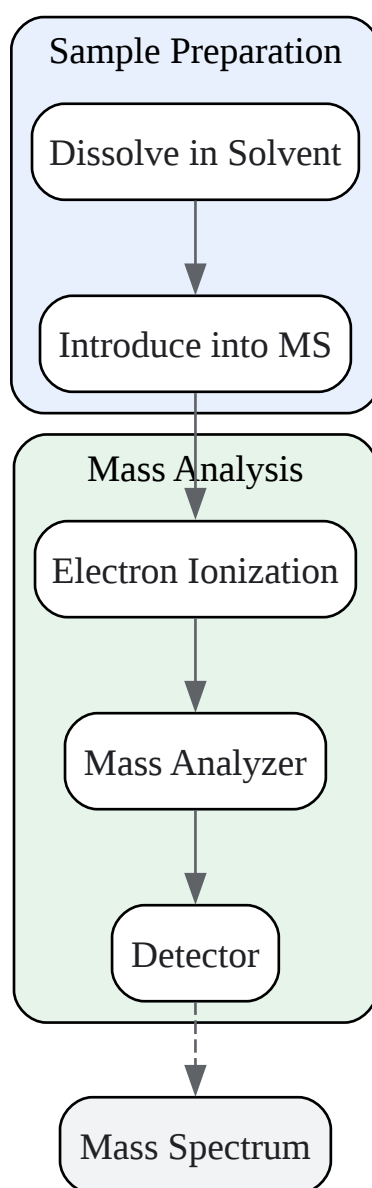 Sample Preparation
Dissolve in Solvent
Introduce into MS
Mass Analysis
Electron Ionization
Mass Analyzer
Detector
Mass Spectrum